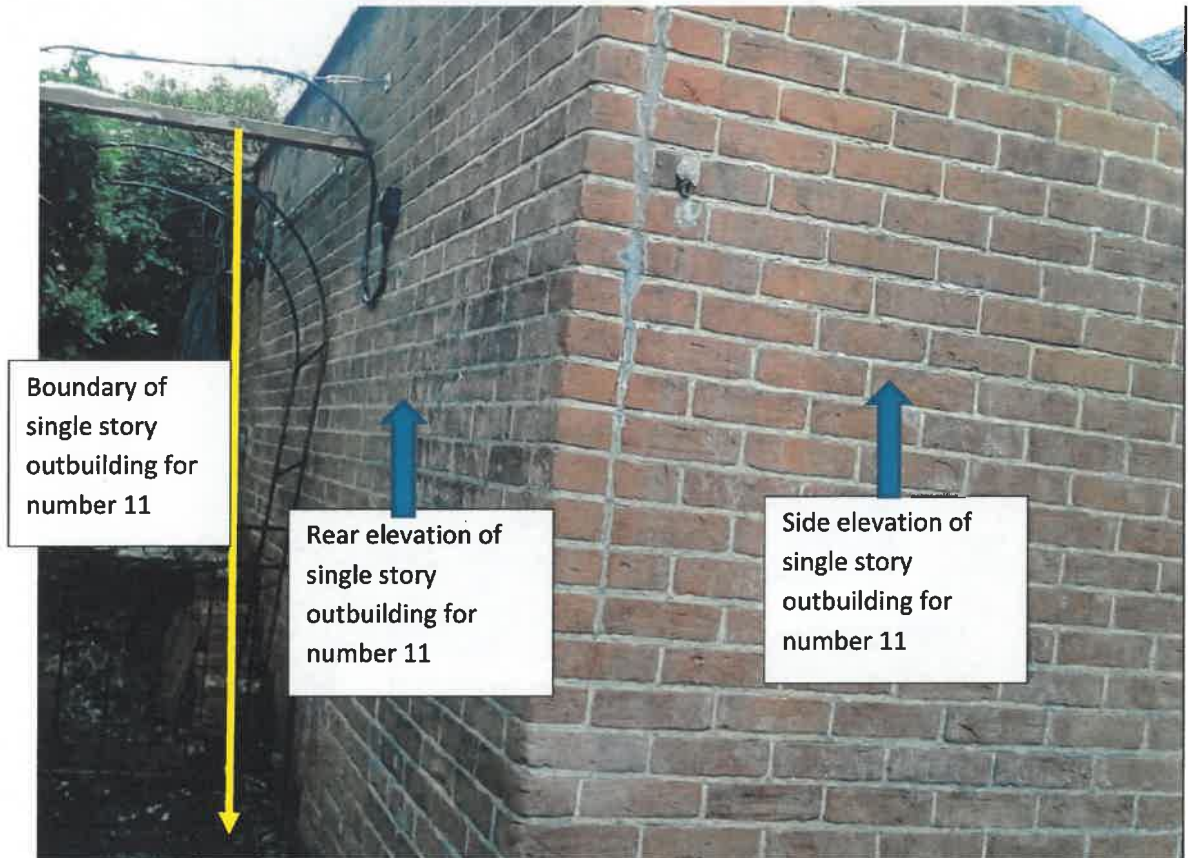 Boundary of
single story
outbuilding for
number 11
Rear elevation of
single story
outbuilding for
number 11
Side elevation of
single story
outbuilding for
number 11